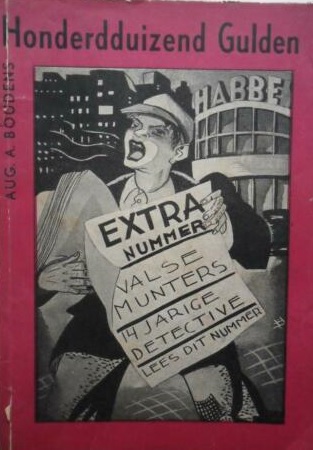 Honderdduizend Gulden
AUG. A. BOUDENS
HABBE
EXTRA
NUMMER
VALSE
MUNTERS
14 JARIGE
DETECTIVE
LEES DIT NUMMER